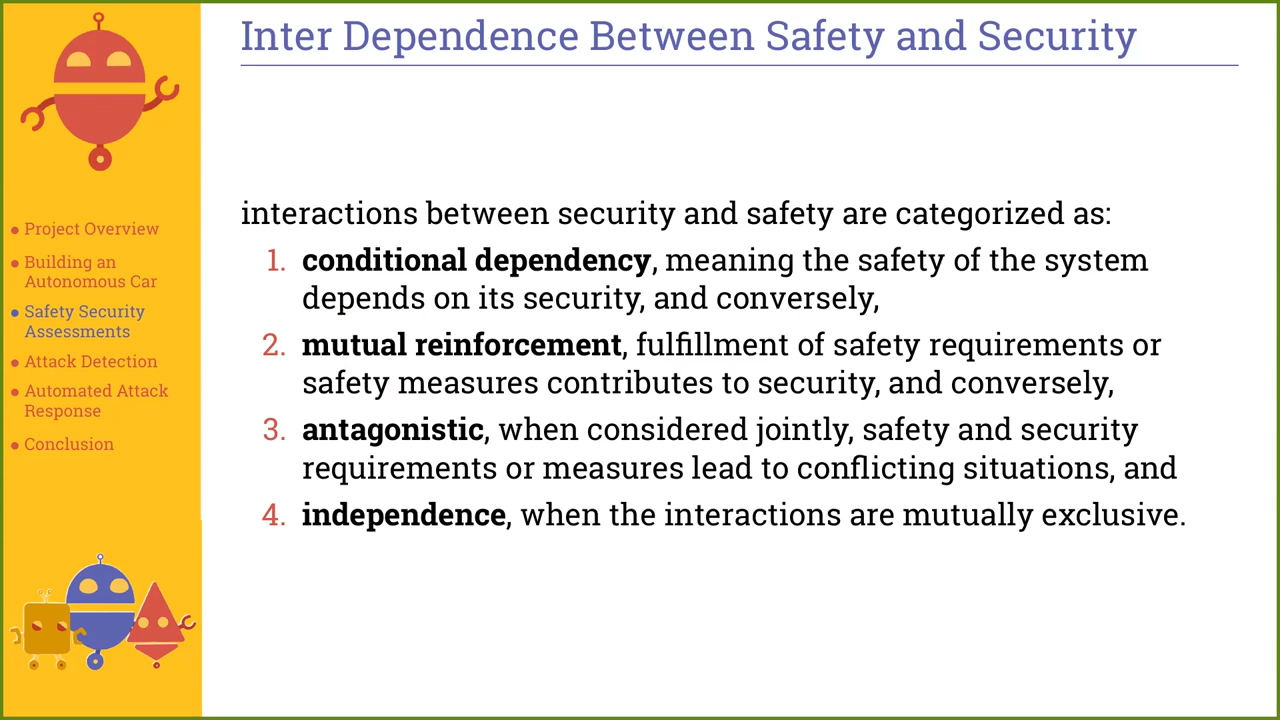 Inter Dependence Between Safety and Security
● Project Overview
● Building an
Autonomous Car
● Safety Security
Assessments
● Attack Detection
● Automated Attack
Response
● Conclusion
interactions between security and safety are categorized as:
1. conditional dependency, meaning the safety of the system
depends on its security, and conversely,
2. mutual reinforcement, fulfillment of safety requirements or
safety measures contributes to security, and conversely,
3. antagonistic, when considered jointly, safety and security
requirements or measures lead to conflicting situations, and
4. independence, when the interactions are mutually exclusive.